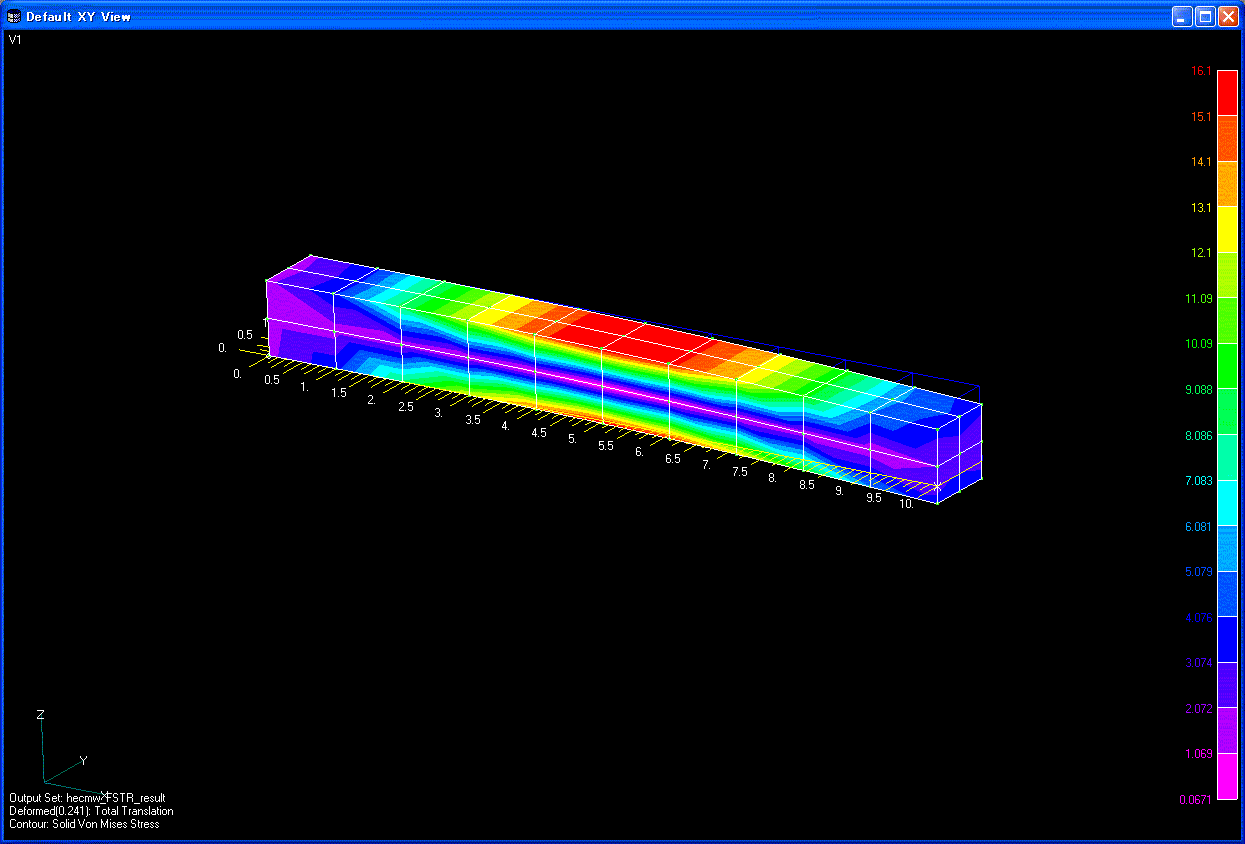 Default XY View
V1
16.1
15.1
14.1
13.1
12.1
11.09
10.09
9.088
8.086
7.083
6.081
5.079
4.076
3.074
2.072
1.069
0.0671
1
0.5
0.
0. 0.5 1. 1.5 2. 2.5 3. 3.5 4. 4.5 5. 5.5 6. 6.5 7. 7.5 8. 8.5 9. 9.5 10.
Z
Y
X
Output Set: hecmw_FSTR_result
Deformed(0.241): Total Translation
Contour: Solid Von Mises Stress